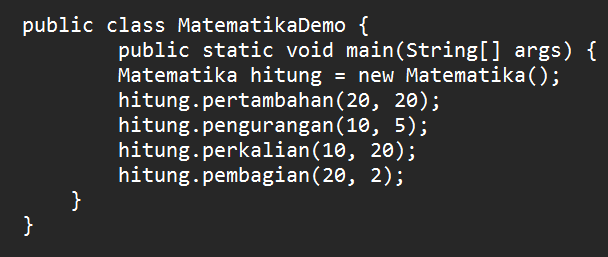 public class MatematikaDemo {
        public static void main(String[] args) {
        Matematika hitung = new Matematika();
        hitung.pertambahan(20, 20);
        hitung.pengurangan(10, 5);
        hitung.perkalian(10, 20);
        hitung.pembagian(20, 2);
    }
}